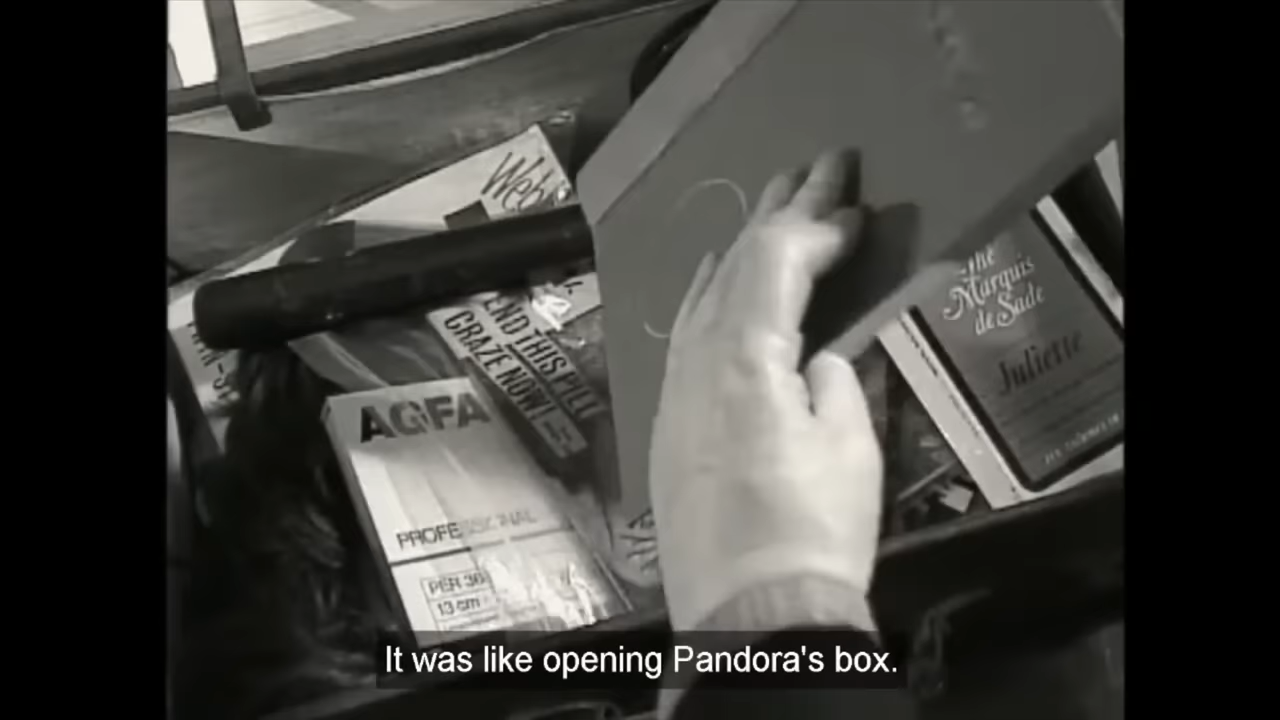 Web
END THIS PILL
CRAZE NOW!
AGFA
PROFESSIONAL
PER 36
13 cm
The
Marquis
de Sade
Juliette
It was like opening Pandora's box.